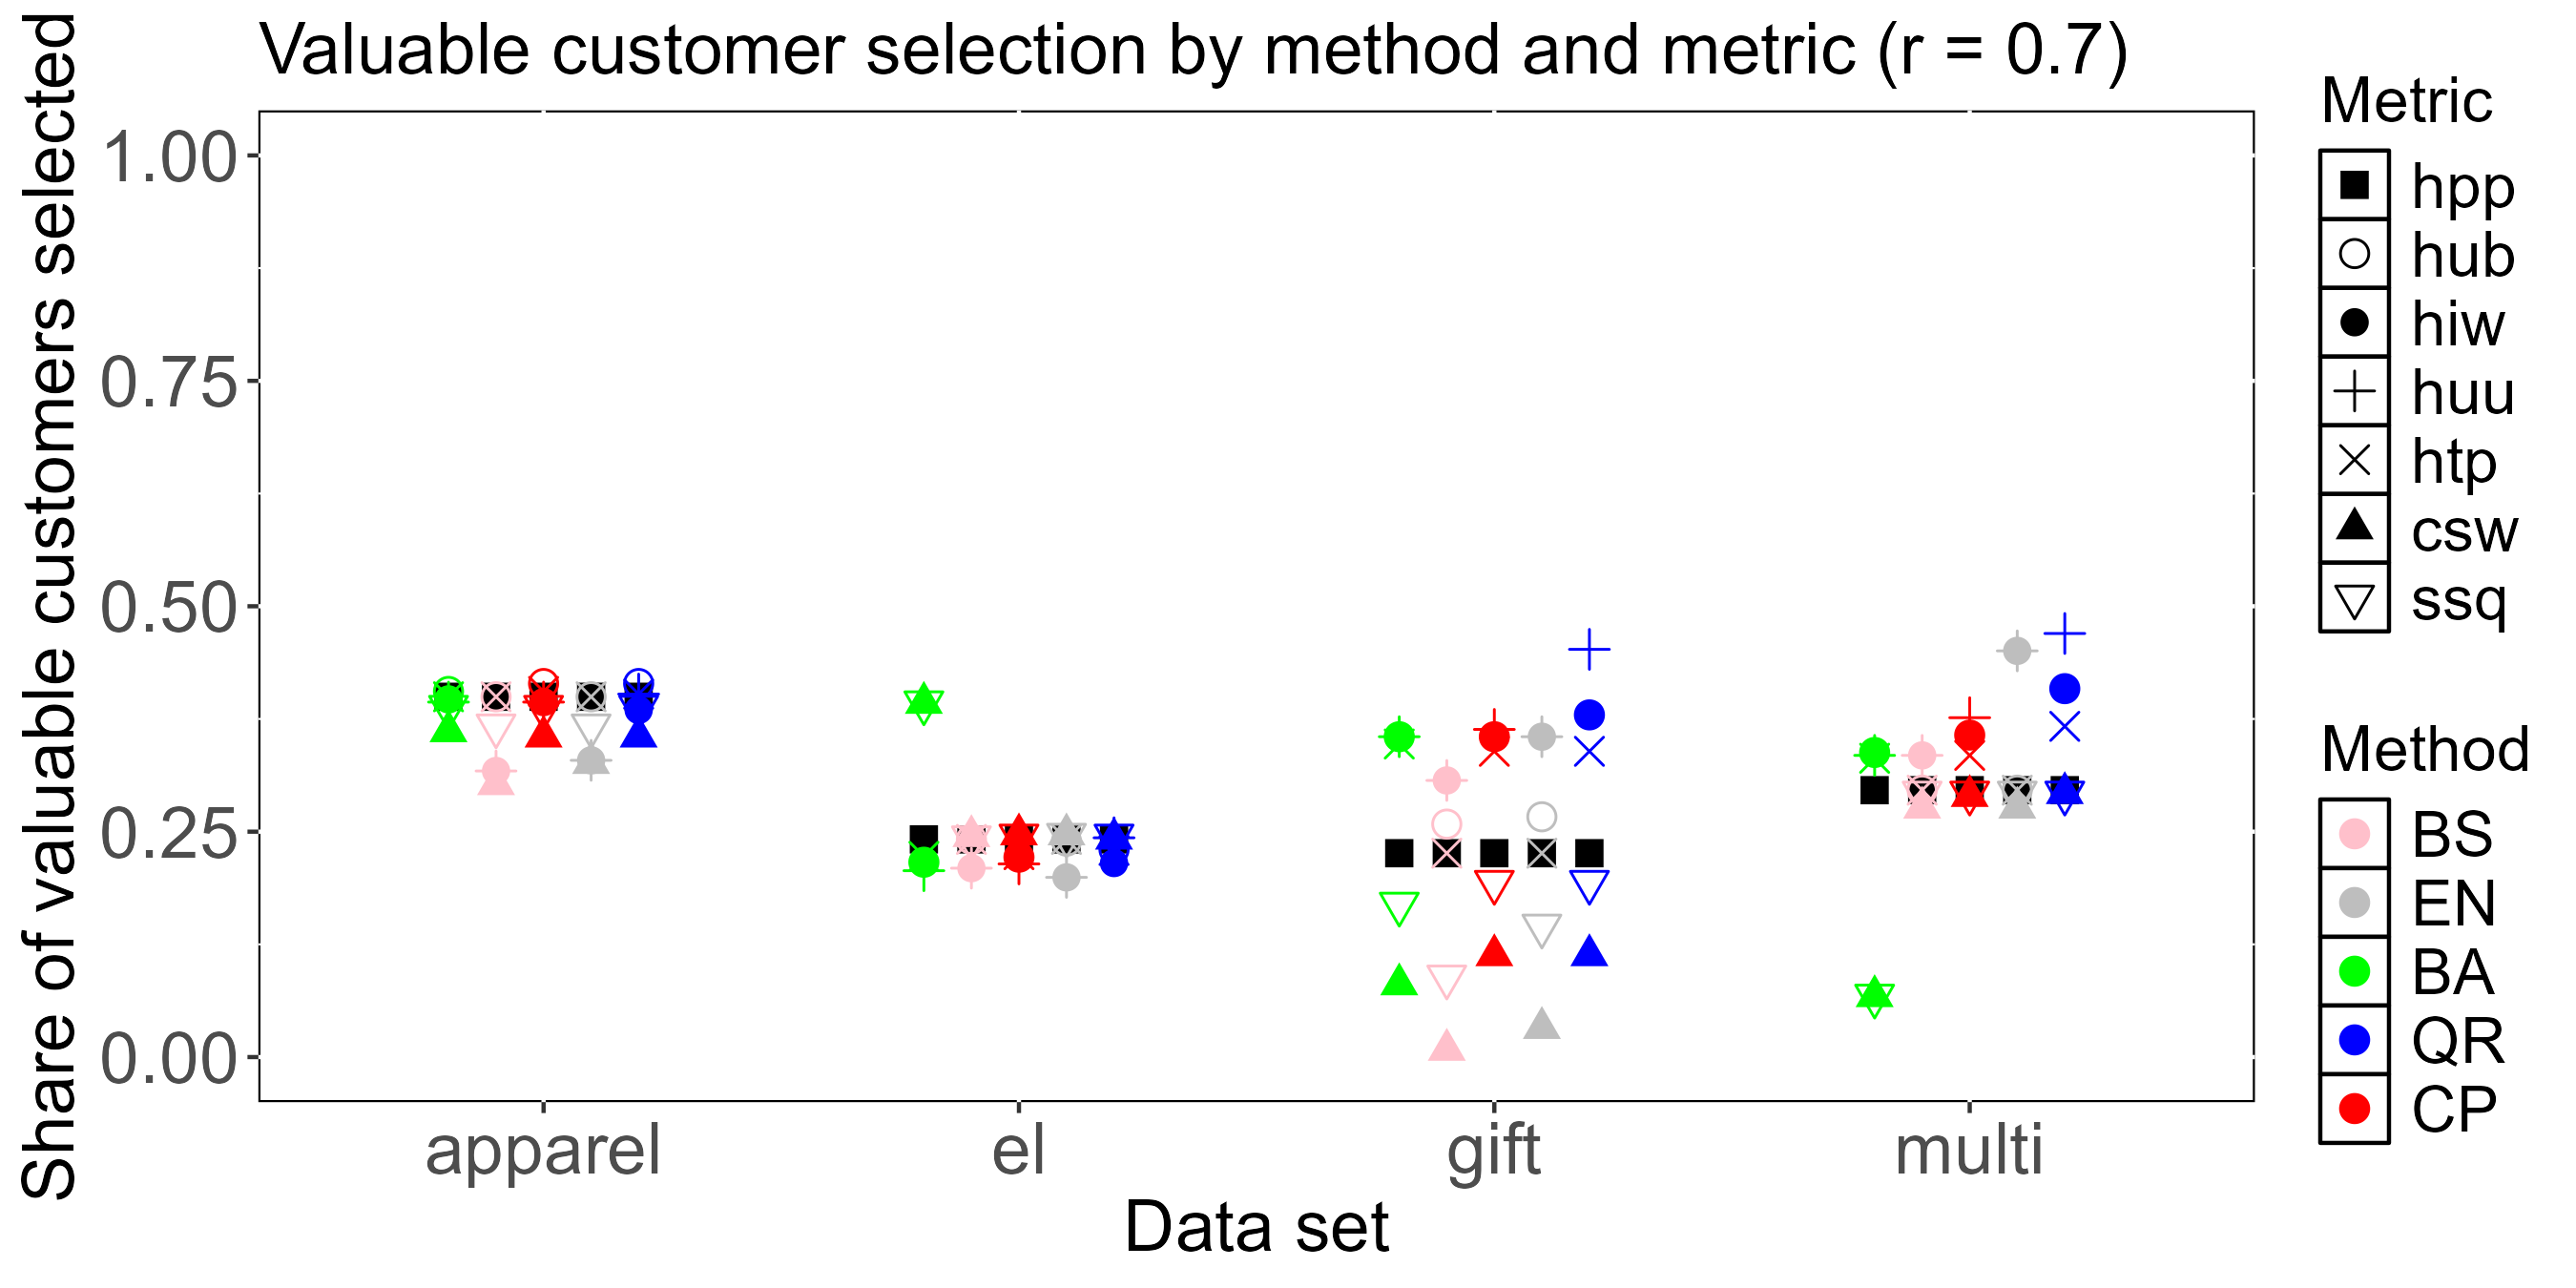 Valuable customer selection by method and metric (r = 0.7)
Share of valuable customers selected
1.00
0.75
0.50
0.25
0.00
apparel
el
gift
multi
Data set
Metric
hpp
hub
hiw
huu
htp
csw
ssq
Method
BS
EN
BA
QR
CP